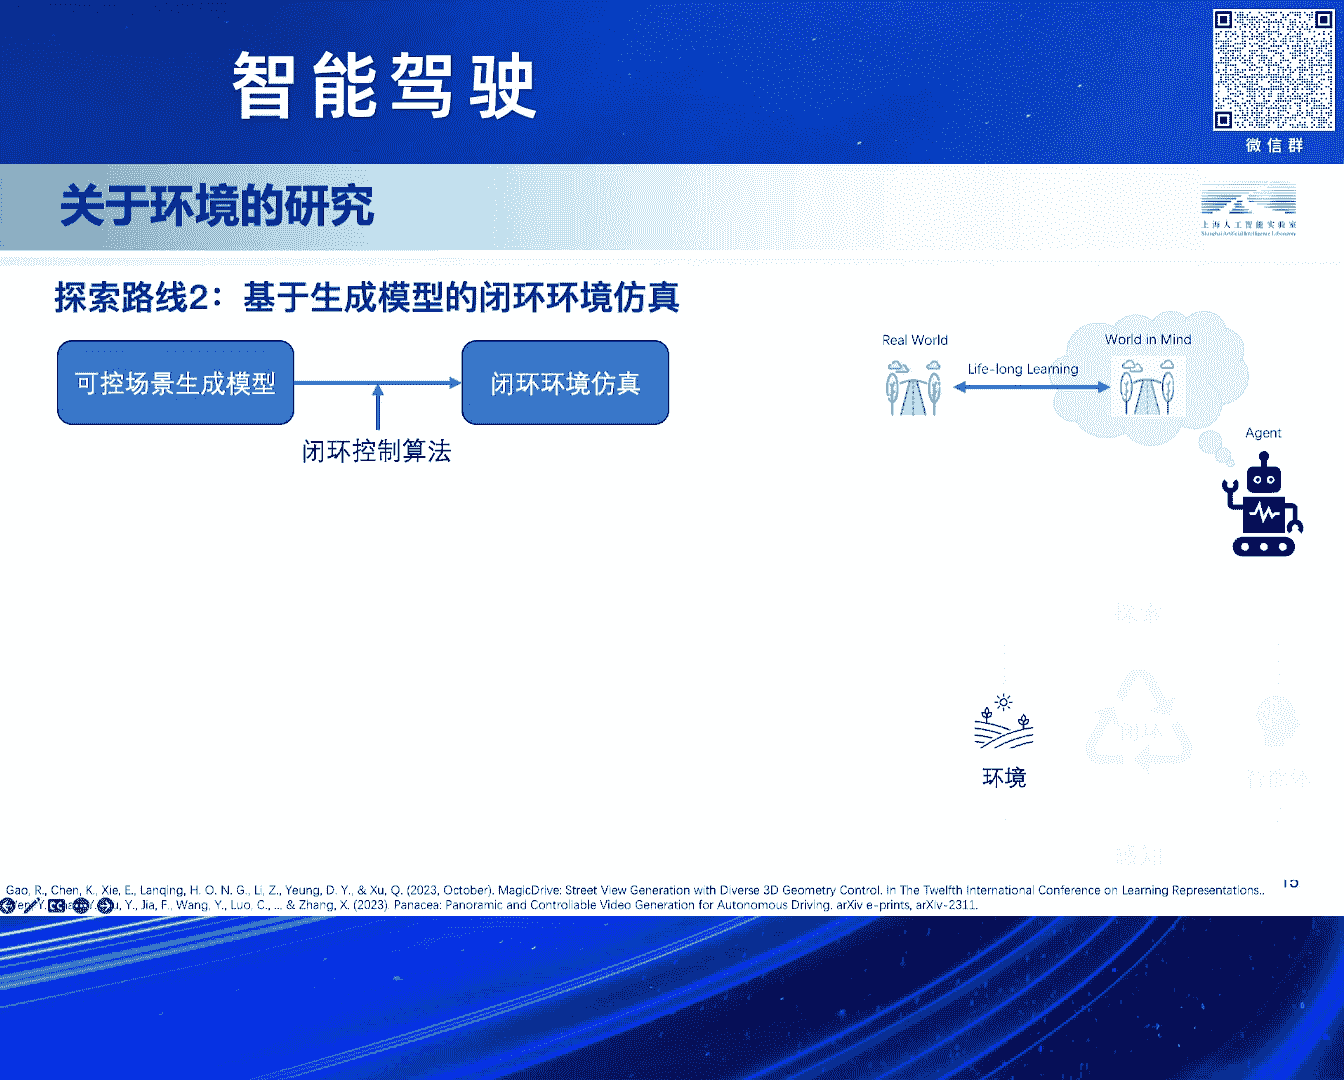 智能驾驶
微信群
关于环境的研究
上海人工智能实验室
Shanghai Artificial Intelligence Laboratory
探索路线2：基于生成模型的闭环环境仿真
可控场景生成模型
闭环环境仿真
闭环控制算法
Real World
World in Mind
Life-long Learning
Agent
探索
闭环
环境
智能体
感知
15
Gao, R., Chen, K., Xie, E., Lanqing, H. O. N. G., Li, Z., Yeung, D. Y., & Xu, Q. (2023, October). MagicDrive: Street View Generation with Diverse 3D Geometry Control. In The Twelfth International Conference on Learning Representations..
Y., Jia, F., Wang, Y., Luo, C., ... & Zhang, X. (2023). Panacea: Panoramic and Controllable Video Generation for Autonomous Driving. arXiv e-prints, arXiv-2311.